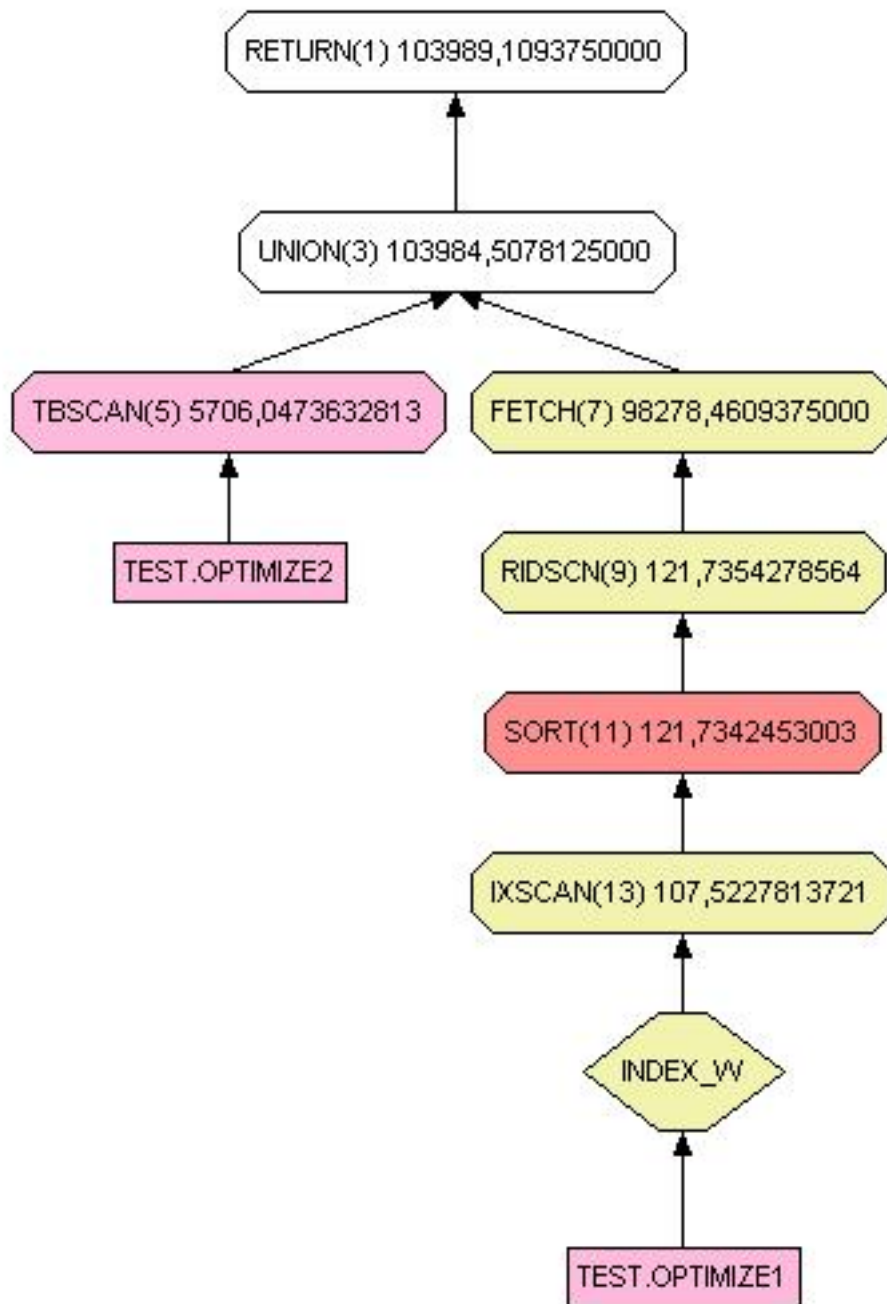 RETURN(1) 103989,1093750000
UNION(3) 103984,5078125000
TBSCAN(5) 5706,0473632813
FETCH(7) 98278,4609375000
TEST.OPTIMIZE2
RIDSCN(9) 121,7354278564
SORT(11) 121,7342453003
IXSCAN(13) 107,5227813721
INDEX_W
TEST.OPTIMIZE1